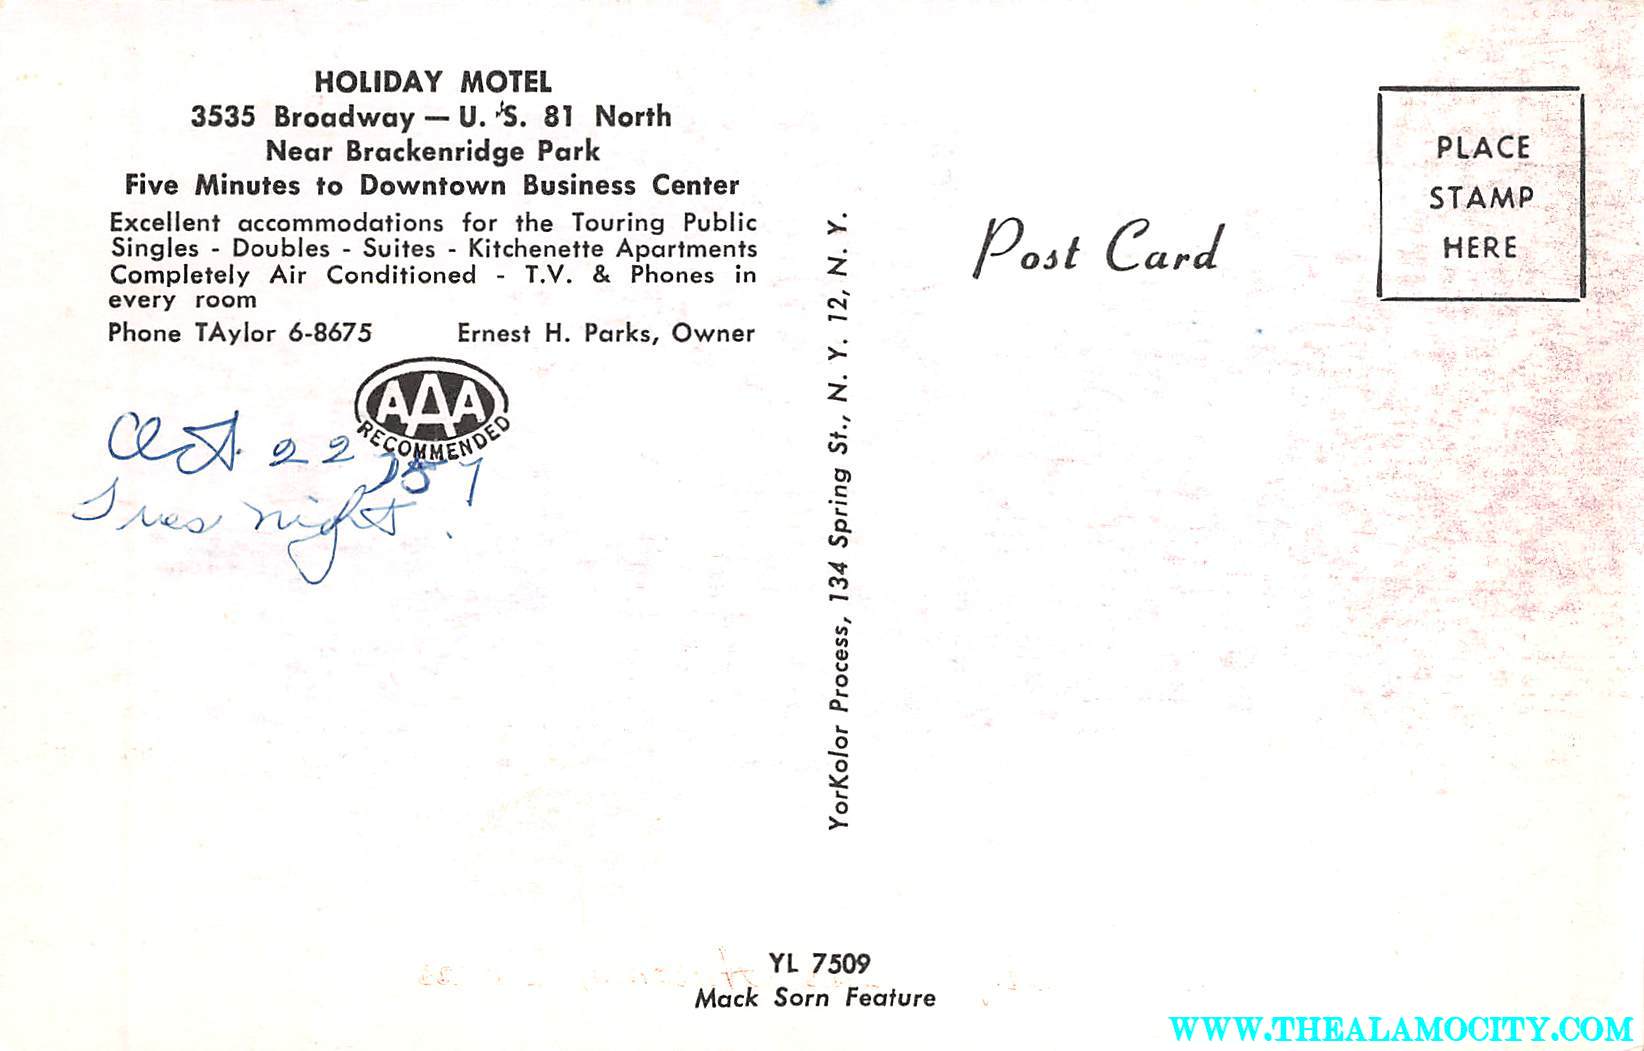 HOLIDAY MOTEL
3535 Broadway — U. S. 81 North
Near Brackenridge Park
Five Minutes to Downtown Business Center
Excellent accommodations for the Touring Public
Singles - Doubles - Suites - Kitchenette Apartments
Completely Air Conditioned - T.V. & Phones in
every room
Phone TAylor 6-8675 Ernest H. Parks, Owner
AAA
RECOMMENDED
Oct. 22 '57
Tues night.
YorKolor Process, 134 Spring St., N. Y. 12, N. Y.
Post Card
PLACE
STAMP
HERE
YL 7509
Mack Sorn Feature
WWW.THEALAMOCITY.COM